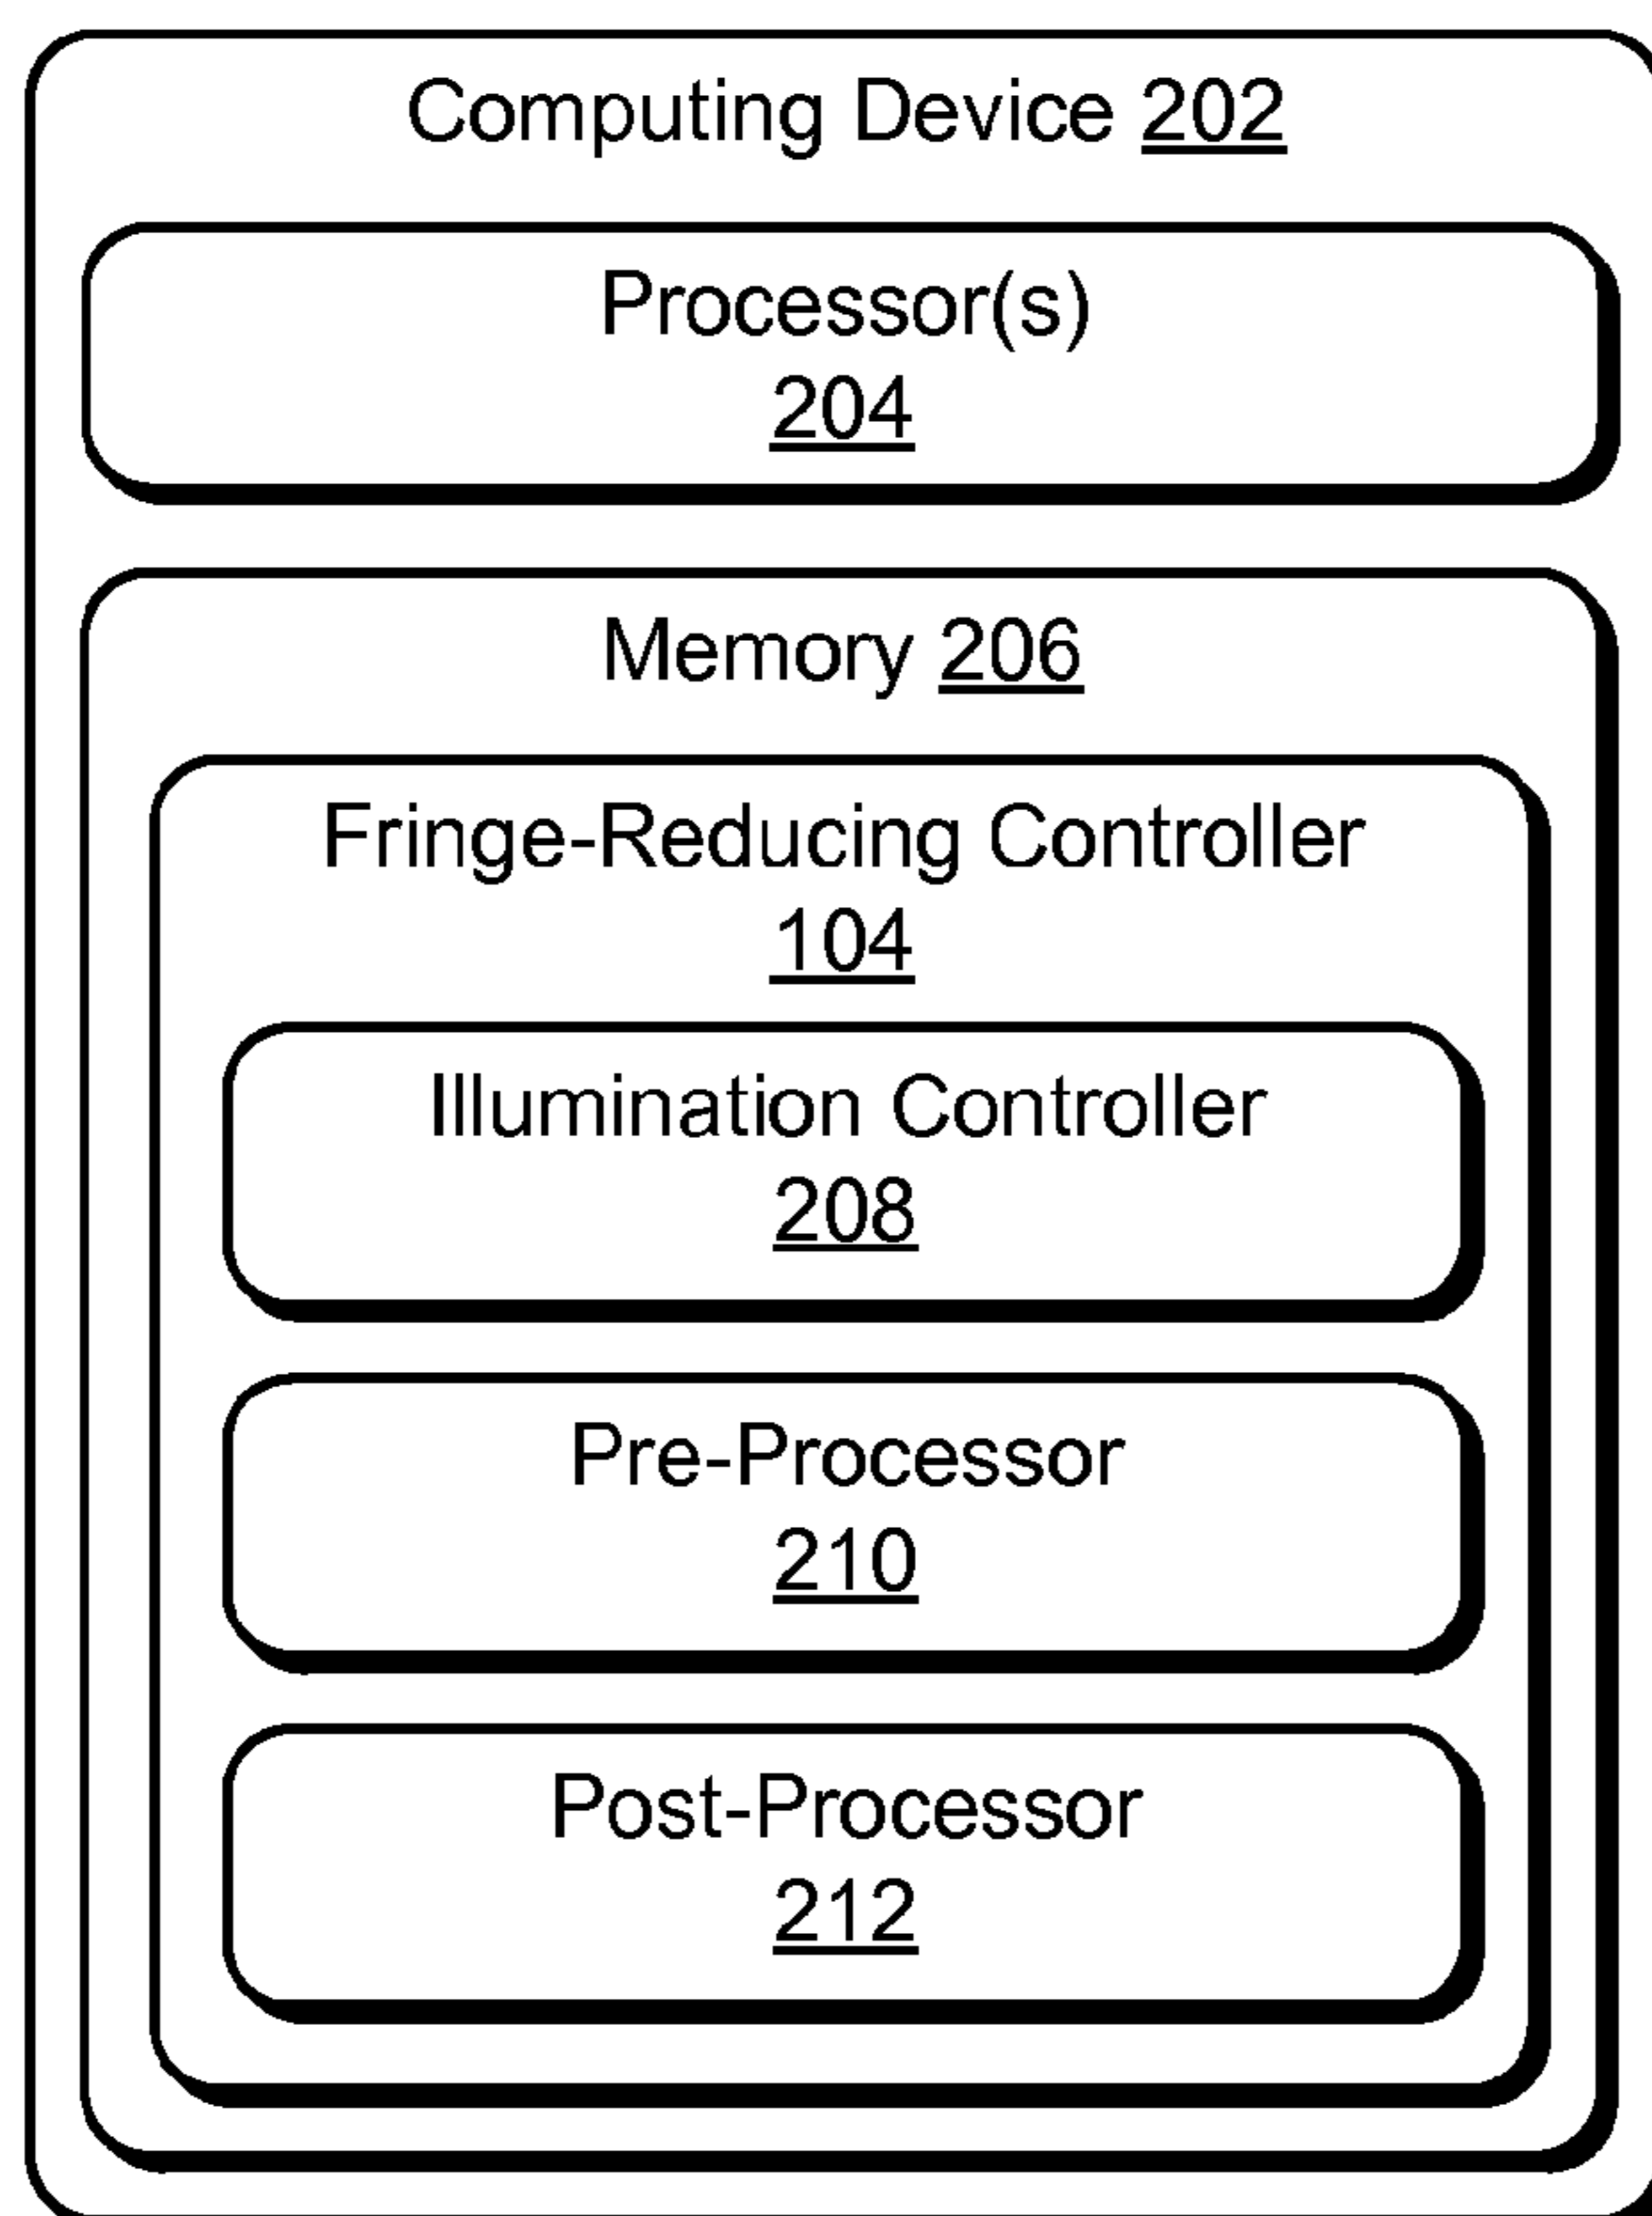 Computing Device 202
Processor(s)
204
Memory 206
Fringe-Reducing Controller
104
Illumination Controller
208
Pre-Processor
210
Post-Processor
212